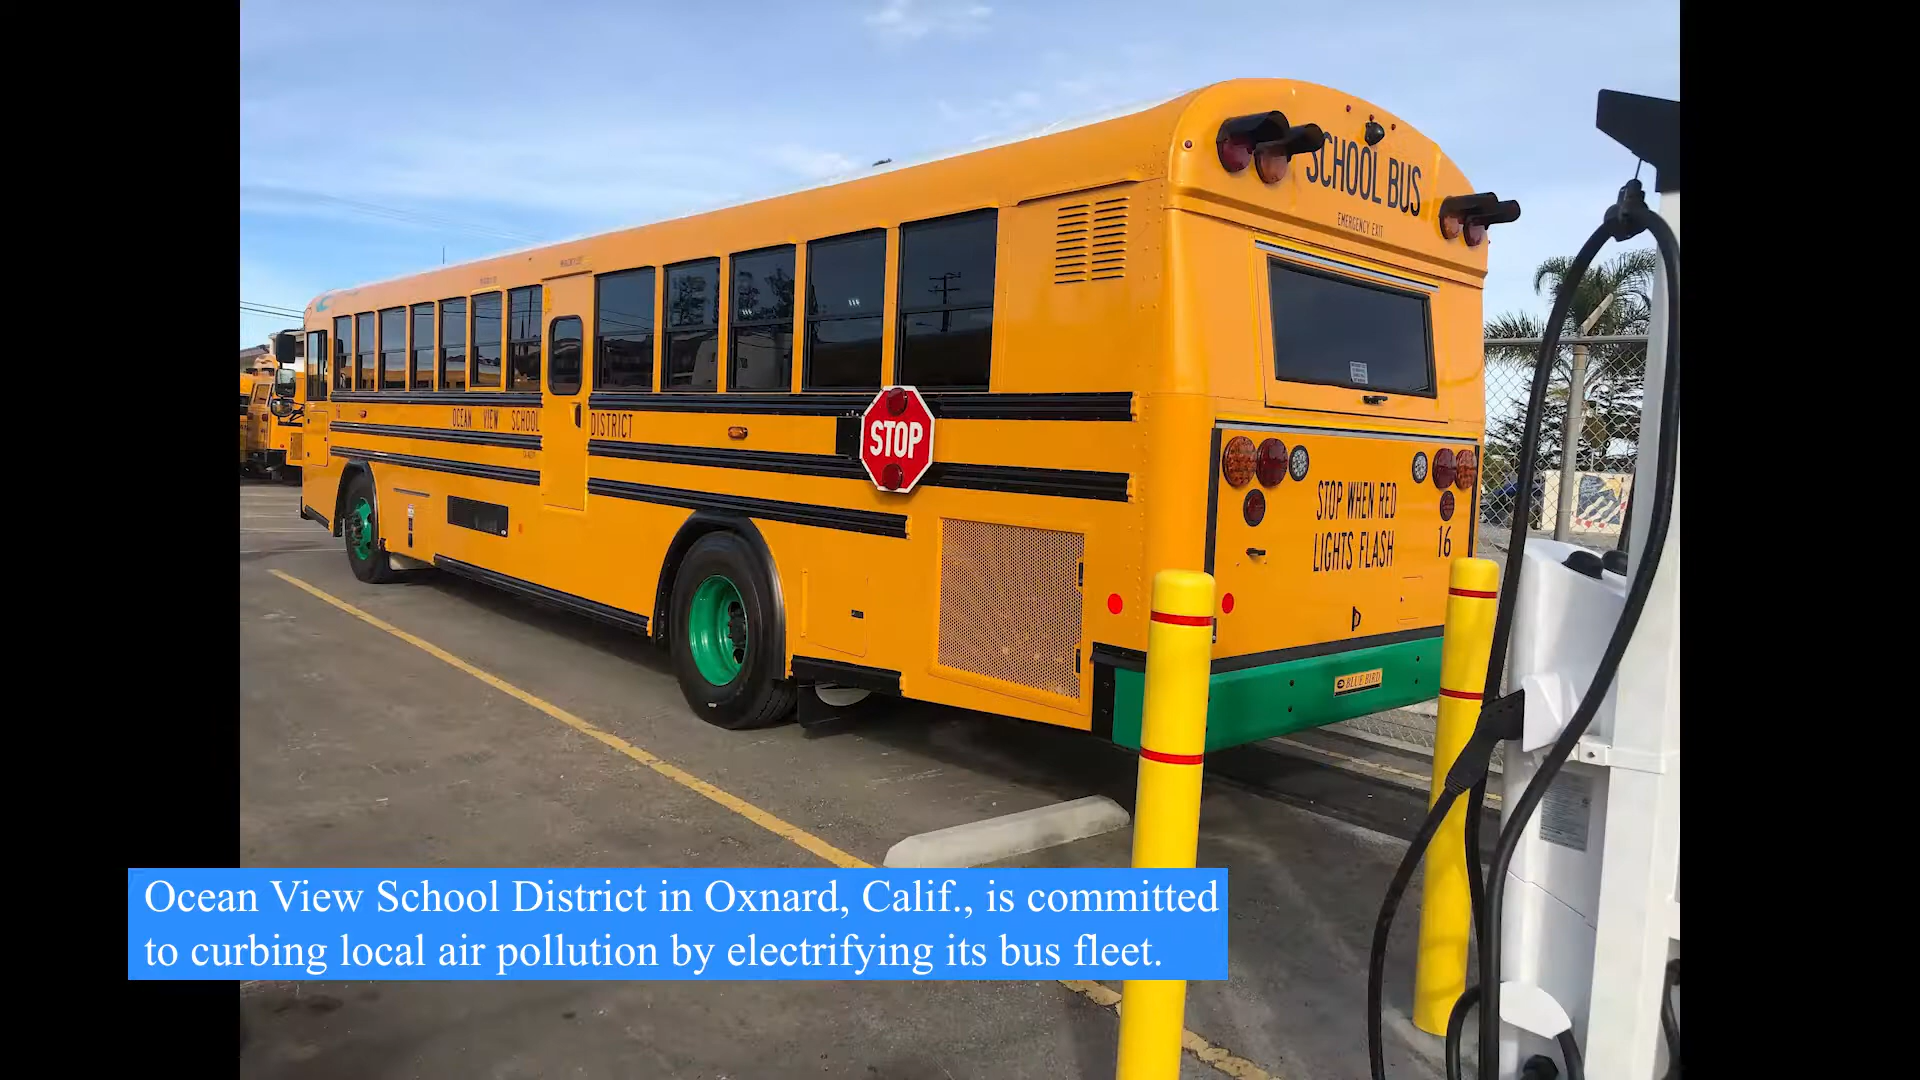 SCHOOL BUS
EMERGENCY EXIT
OCEAN VIEW SCHOOL DISTRICT
STOP
STOP WHEN RED
LIGHTS FLASH
16
BLUE BIRD
Ocean View School District in Oxnard, Calif., is committed
to curbing local air pollution by electrifying its bus fleet.